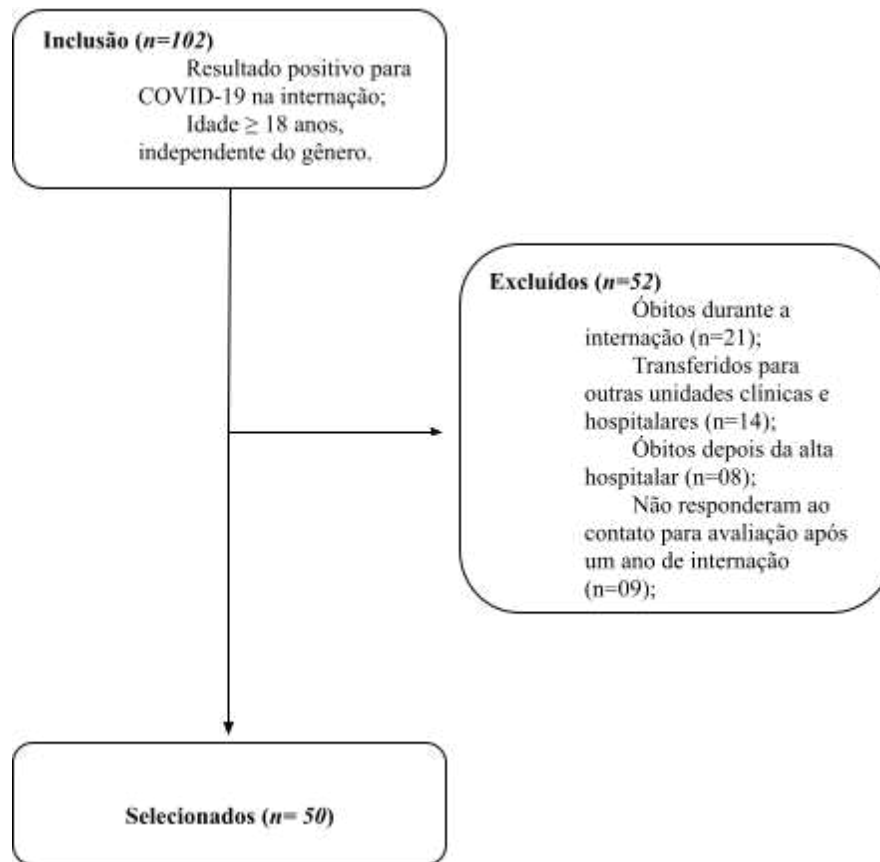 Inclusão (n=102)
Resultado positivo para
COVID-19 na internação;
Idade ≥ 18 anos,
independente do gênero.
Excluídos (n=52)
Óbitos durante a
internação (n=21);
Transferidos para
outras unidades clínicas e
hospitalares (n=14);
Óbitos depois da alta
hospitalar (n=08);
Não responderam ao
contato para avaliação após
um ano de internação
(n=09);
Selecionados (n= 50)